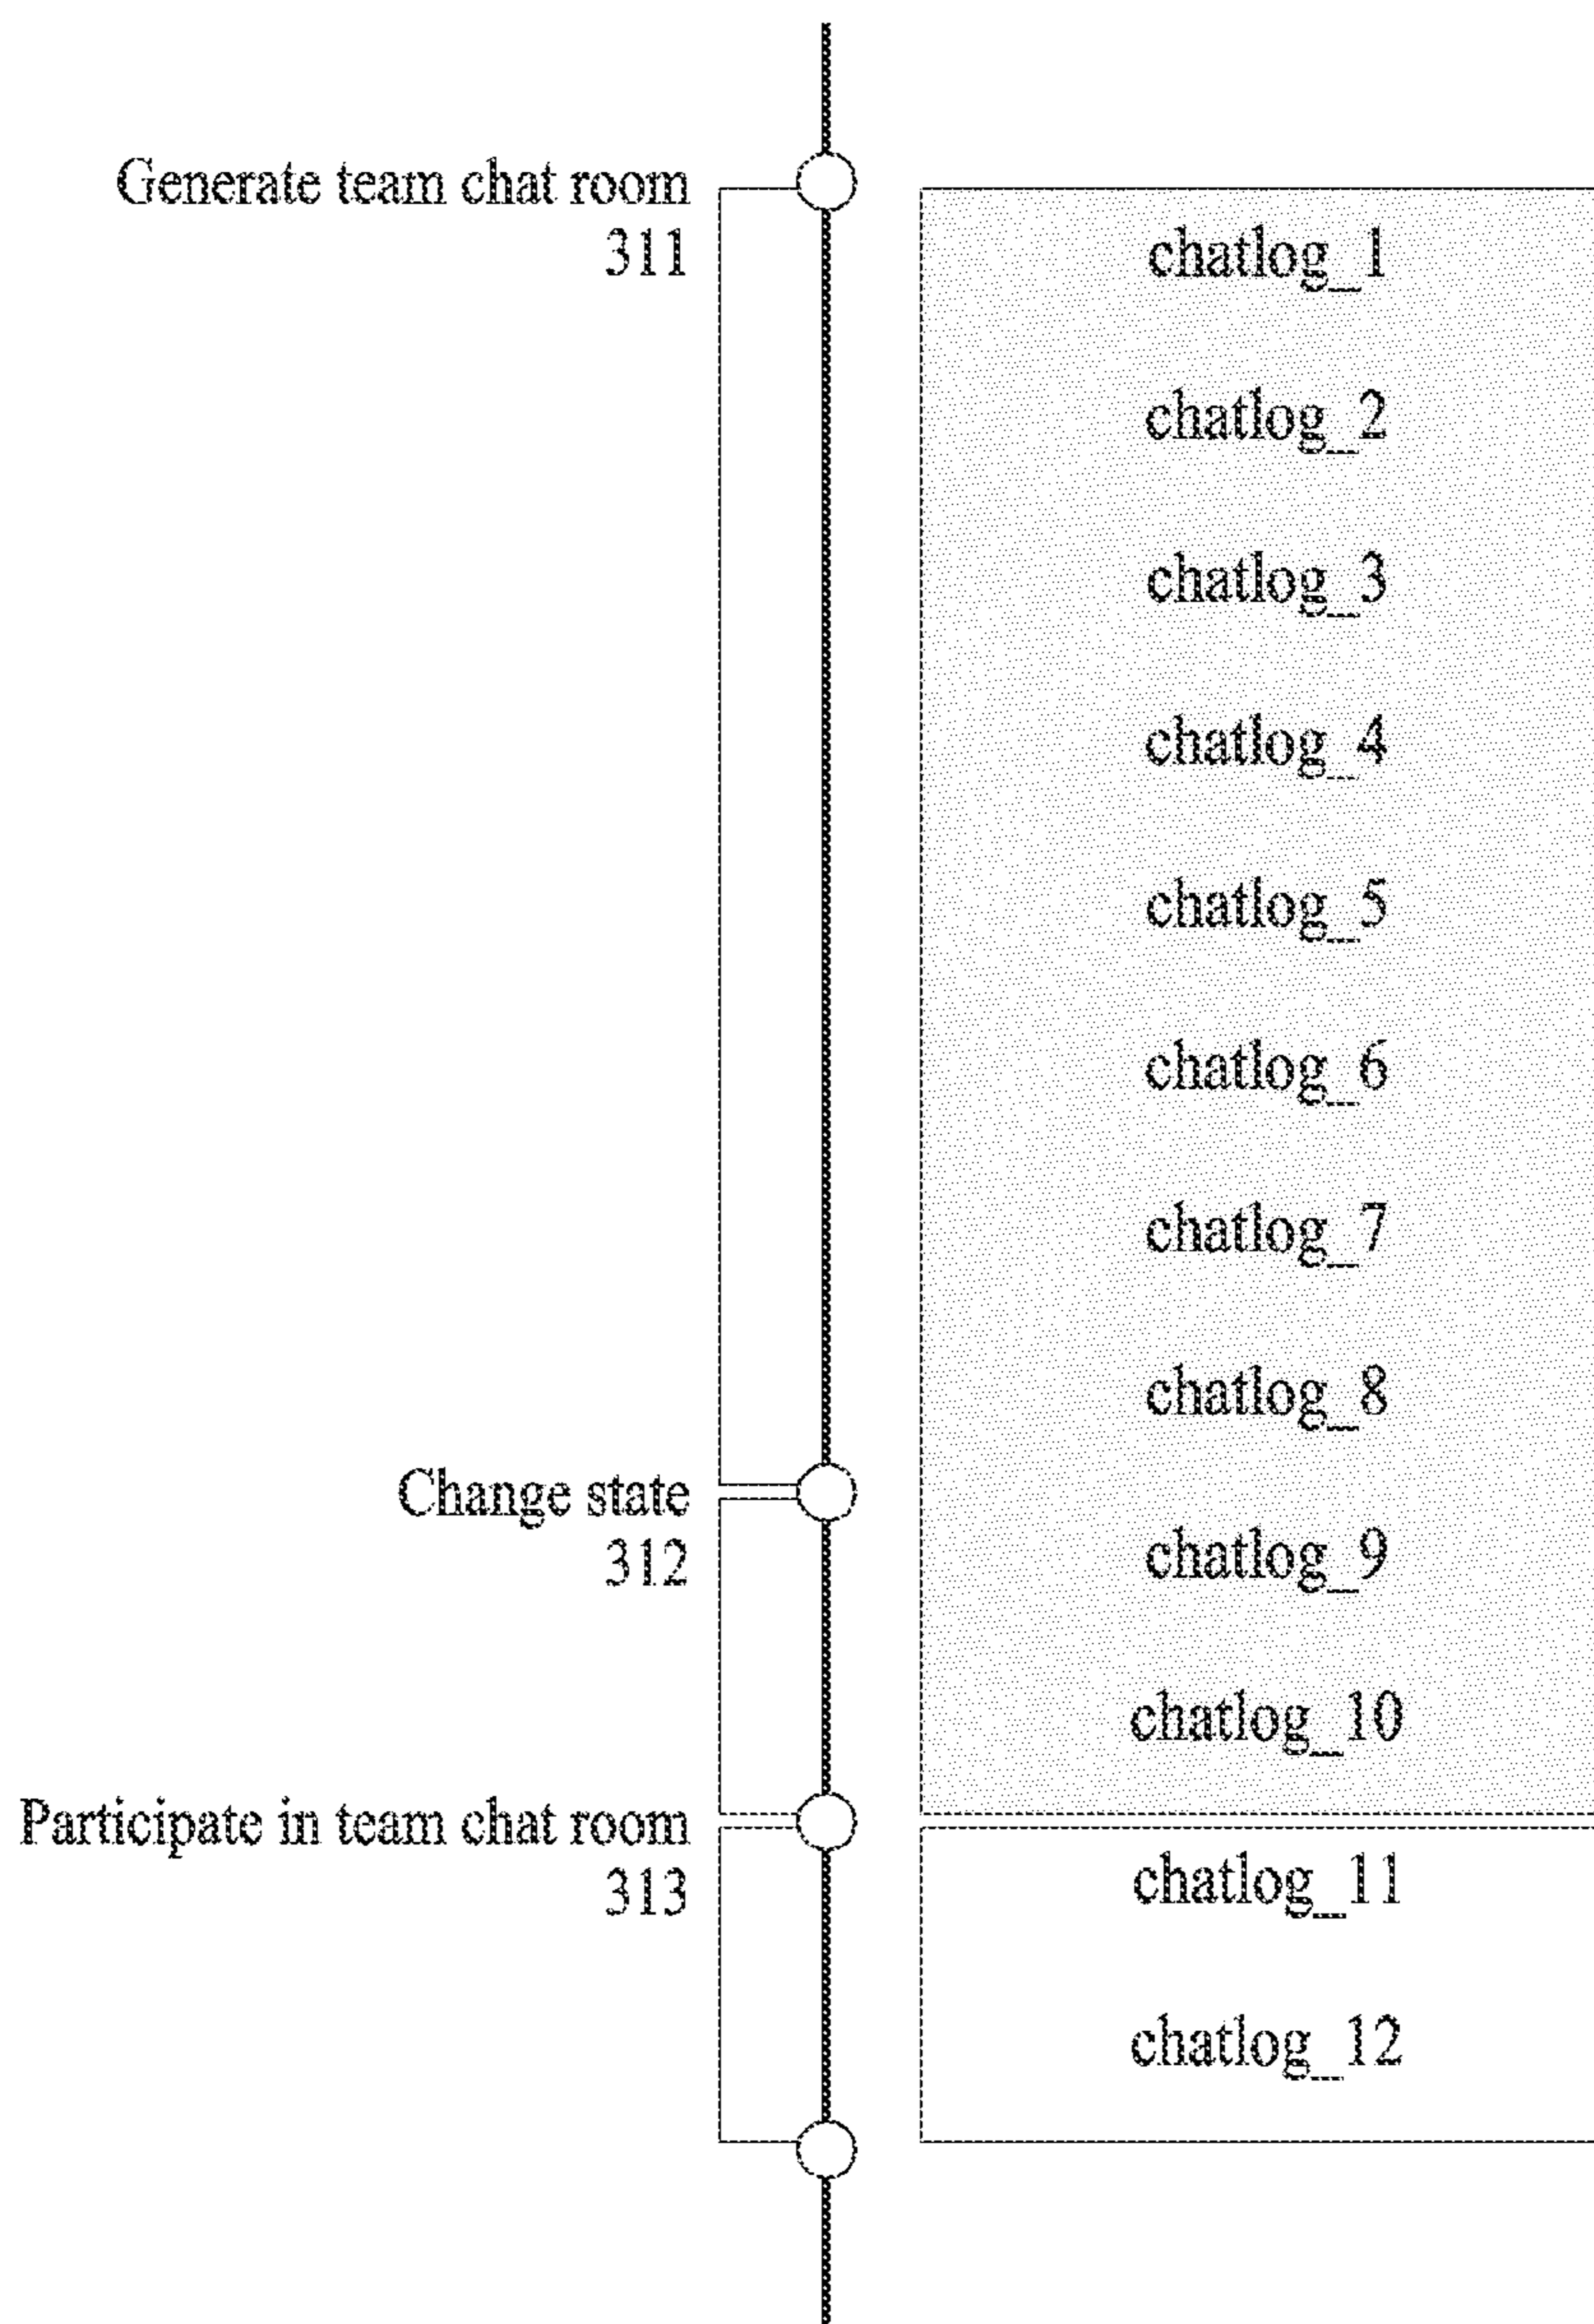 Generate team chat room
311
chatlog_1
chatlog_2
chatlog_3
chatlog_4
chatlog_5
chatlog_6
chatlog_7
chatlog_8
Change state
312
chatlog_9
chatlog_10
Participate in team chat room
313
chatlog_11
chatlog_12